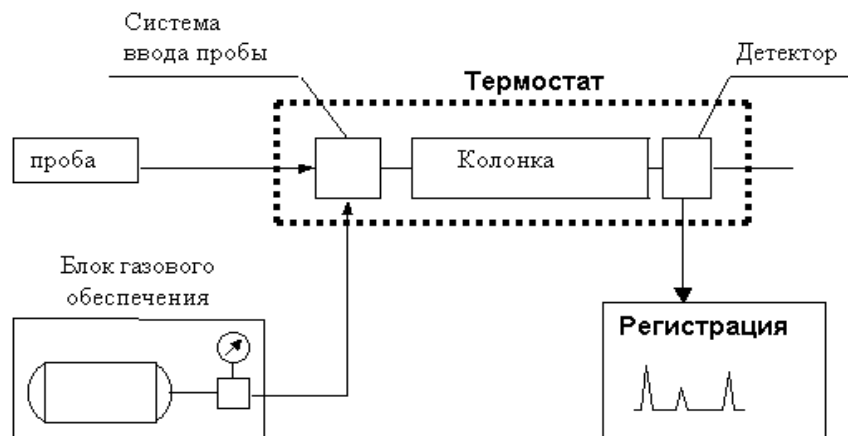 Система
ввода пробы
Детектор
Термостат
проба
Колонка
Блок газового
обеспечения
Регистрация